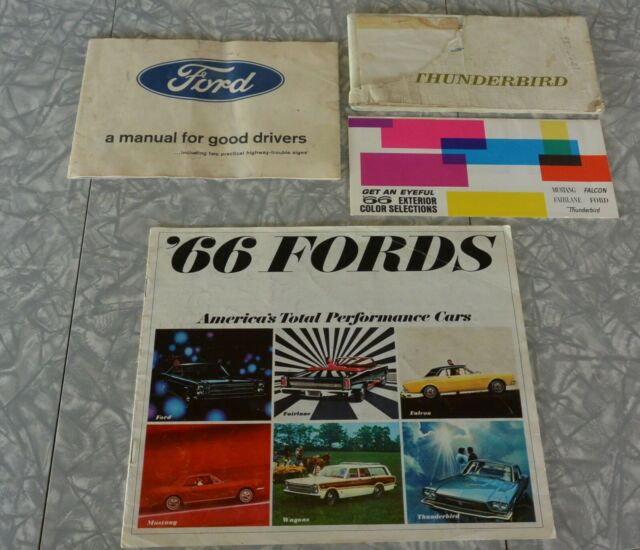 Ford
a manual for good drivers
...including two practical highway-trouble signs
THUNDERBIRD
GET AN EYEFUL
'66 EXTERIOR
COLOR SELECTIONS
MUSTANG FALCON
FAIRLANE FORD
Thunderbird
'66 FORDS
America's Total Performance Cars
Ford
Fairlane
Falcon
Mustang
Wagons
Thunderbird